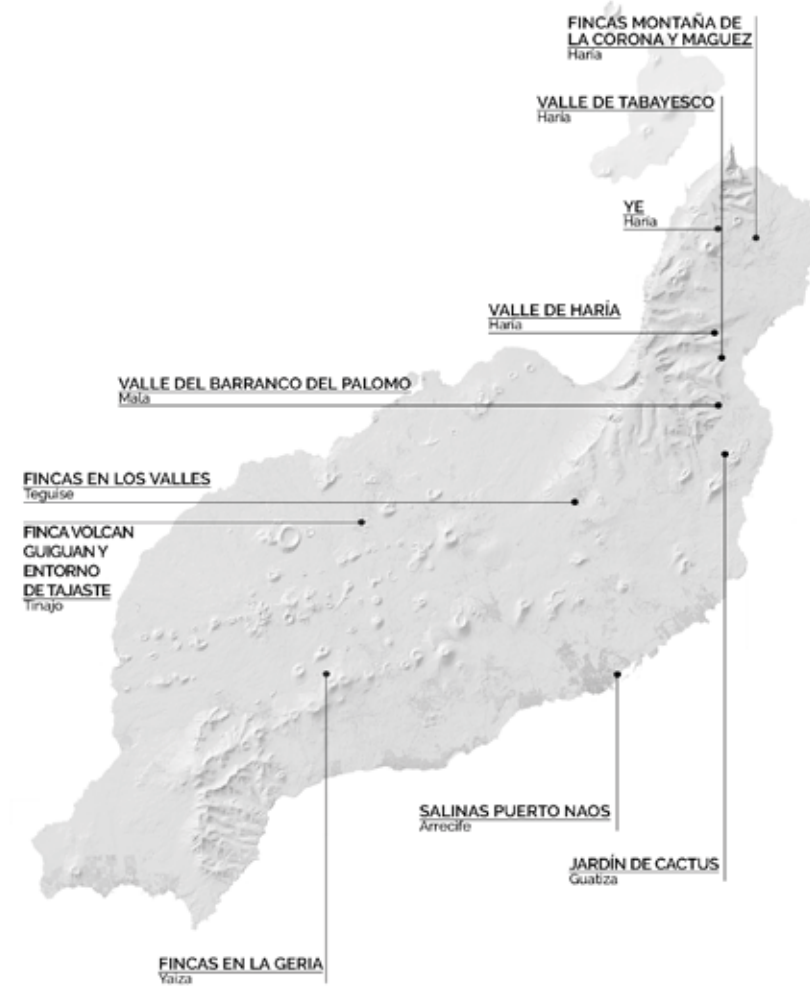 FINCAS MONTAÑA DE
LA CORONA Y MAGUEZ
Haría
VALLE DE TABAYESCO
Haría
YE
Haría
VALLE DE HARÍA
Haría
VALLE DEL BARRANCO DEL PALOMO
Mala
FINCAS EN LOS VALLES
Teguise
FINCA VOLCAN
GUIGUAN Y
ENTORNO
DE TAJASTE
Tinajo
SALINAS PUERTO NAOS
Arrecife
JARDÍN DE CACTUS
Guatiza
FINCAS EN LA GERIA
Yaiza